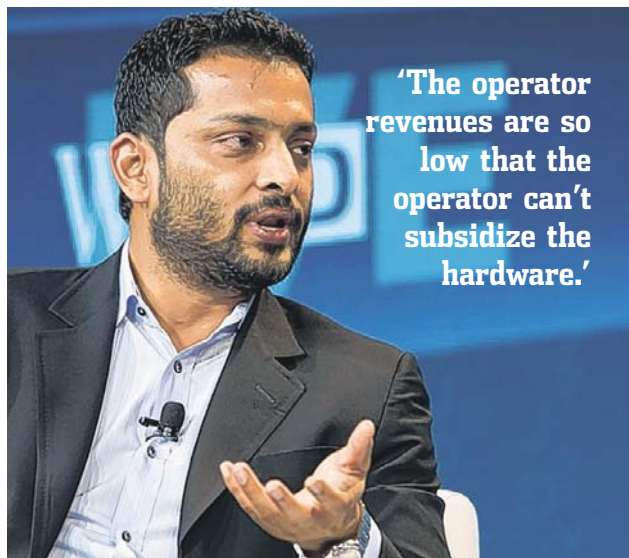 ‘The operator
revenues are so
low that the
operator can’t
subsidize the
hardware.’